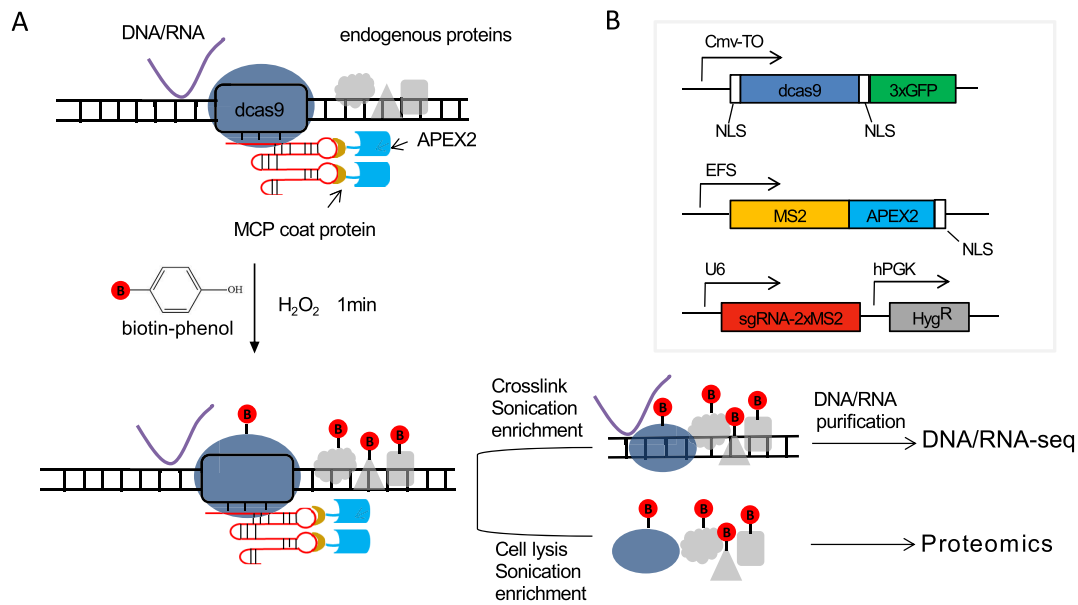 A
DNA/RNA
endogenous proteins
dcas9
APEX2
MCP coat protein
B
OH
biotin-phenol
H₂O₂ 1min
B
Cmv-TO
dcas9
3xGFP
NLS
NLS
EFS
MS2
APEX2
NLS
U6
hPGK
sgRNA-2xMS2
Hygᴿ
B
B
B
B
Crosslink
Sonication
enrichment
B
B
B
B
DNA/RNA
purification
DNA/RNA-seq
Cell lysis
Sonication
enrichment
B
B
B
B
Proteomics